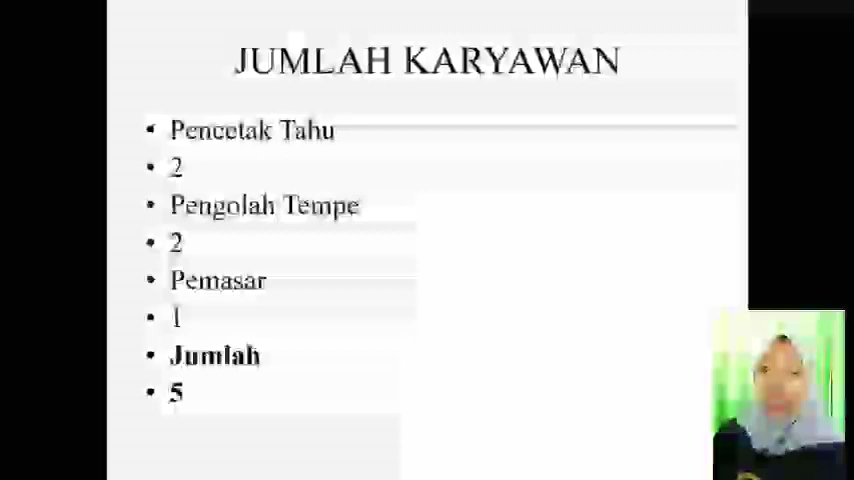 JUMLAH KARYAWAN
• Pencetak Tahu
• 2
• Pengolah Tempe
• 2
• Pemasar
• 1
• Jumlah
• 5